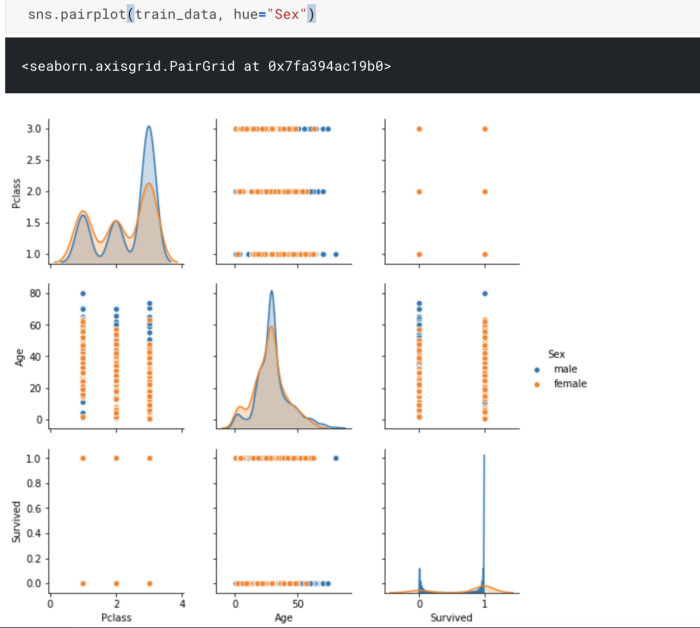 sns.pairplot(train_data, hue="Sex")
<seaborn.axisgrid.PairGrid at 0x7fa394ac19b0>
3.0
2.5
2.0
1.5
1.0
Pclass
80
60
40
20
0
Age
Sex
male
female
1.0
0.8
0.6
0.4
0.2
0.0
Survived
0 2 4
0 50
0 1
Pclass
Age
Survived